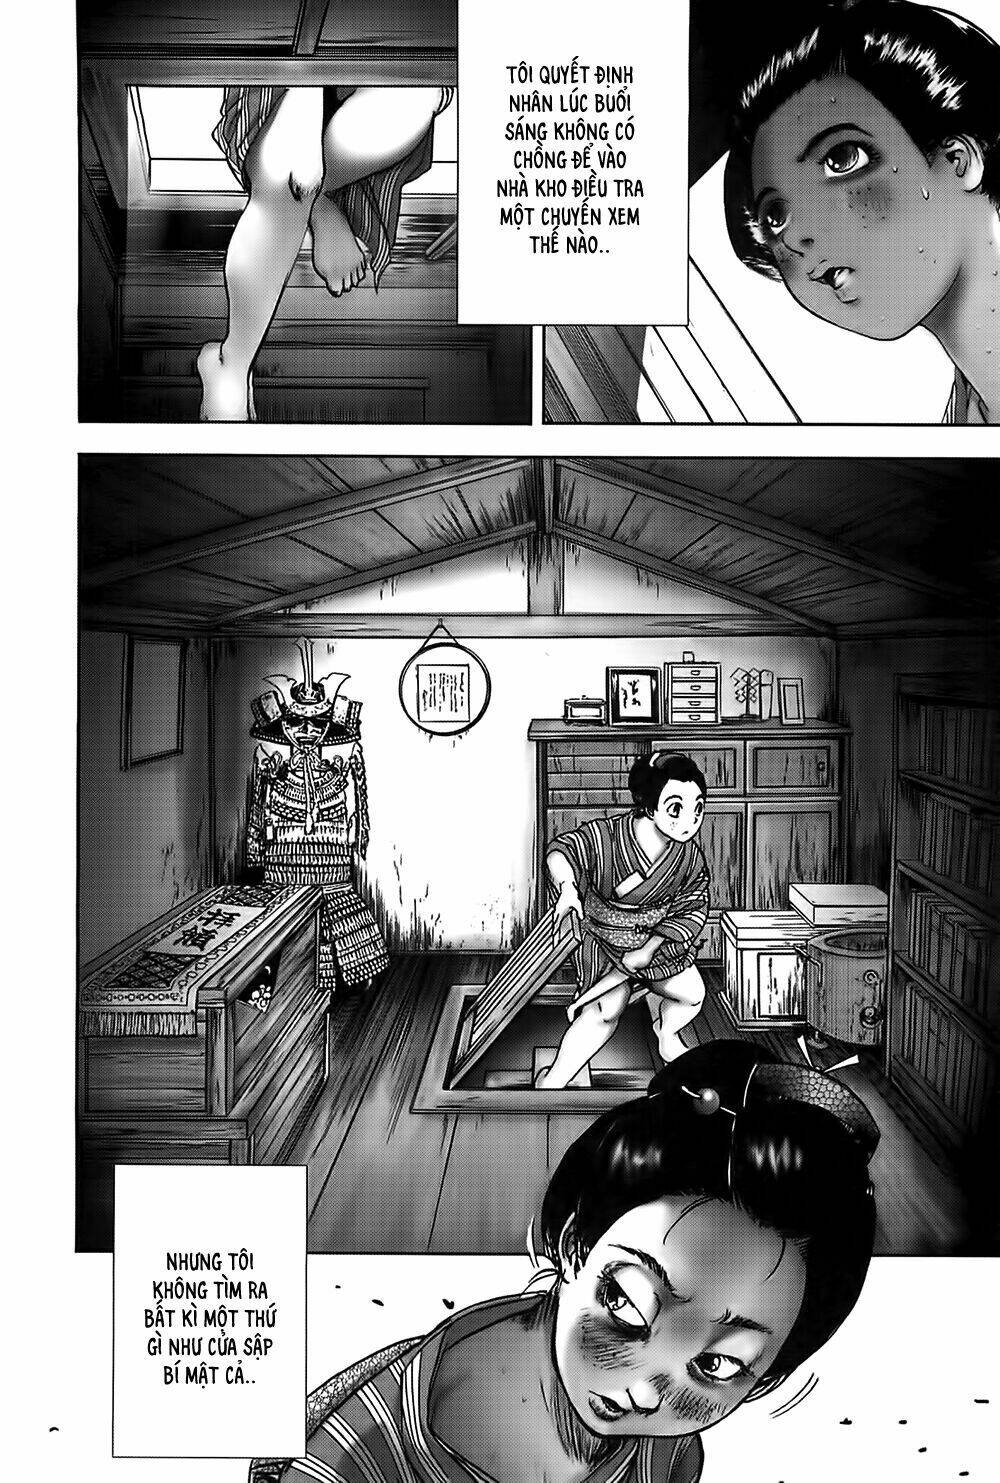 TÔI QUYẾT ĐỊNH
NHÂN LÚC BUỔI
SÁNG KHÔNG CÓ
CHỒNG ĐỂ VÀO
NHÀ KHO ĐIỀU TRA
MỘT CHUYẾN XEM
THẾ NÀO..
NHƯNG TÔI
KHÔNG TÌM RA
BẤT KÌ MỘT THỨ
GÌ NHƯ CỬA SẬP
BÍ MẬT CẢ..